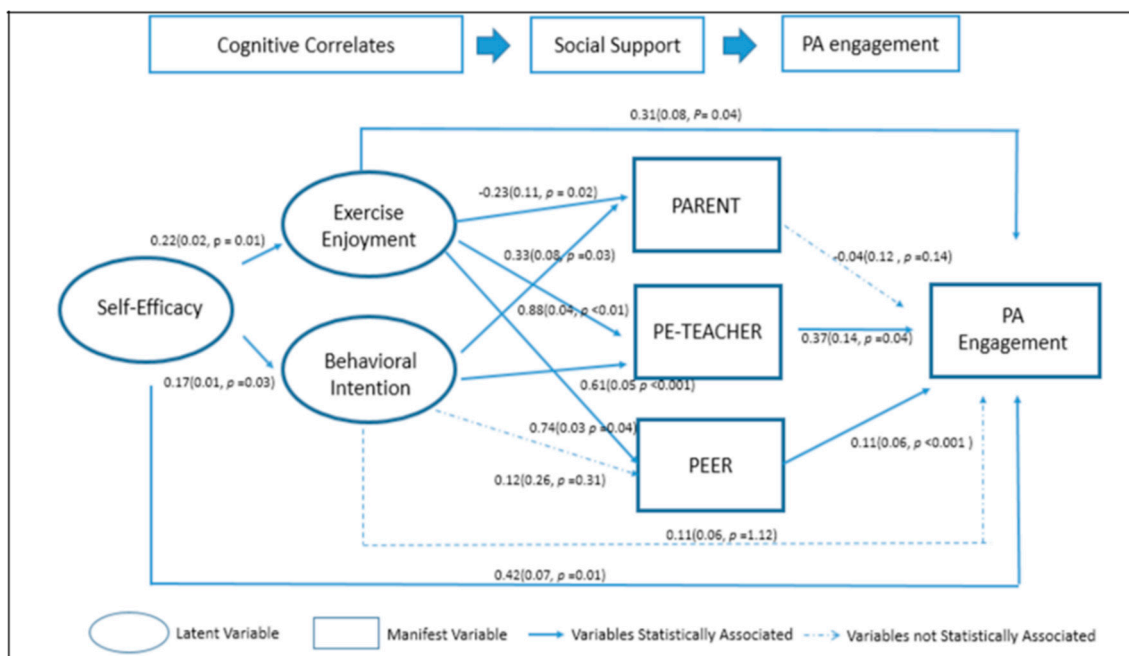 Cognitive Correlates
Social Support
PA engagement
0.31(0.08, P= 0.04)
-0.23(0.11, p = 0.02)
PARENT
Exercise
Enjoyment
0.22(0.02, p = 0.01)
0.33(0.08, p =0.03)
-0.04(0.12 , p =0.14)
Self-Efficacy
0.88(0.04, p <0.01)
PE-TEACHER
PA
Engagement
0.37(0.14, p =0.04)
Behavioral
Intention
0.17(0.01, p =0.03)
0.61(0.05 p <0.001)
0.74(0.03 p =0.04)
PEER
0.11(0.06, p <0.001 )
0.12(0.26, p =0.31)
0.11(0.06, p =1.12)
0.42(0.07, p =0.01)
Latent Variable
Manifest Variable
Variables Statistically Associated
Variables not Statistically Associated